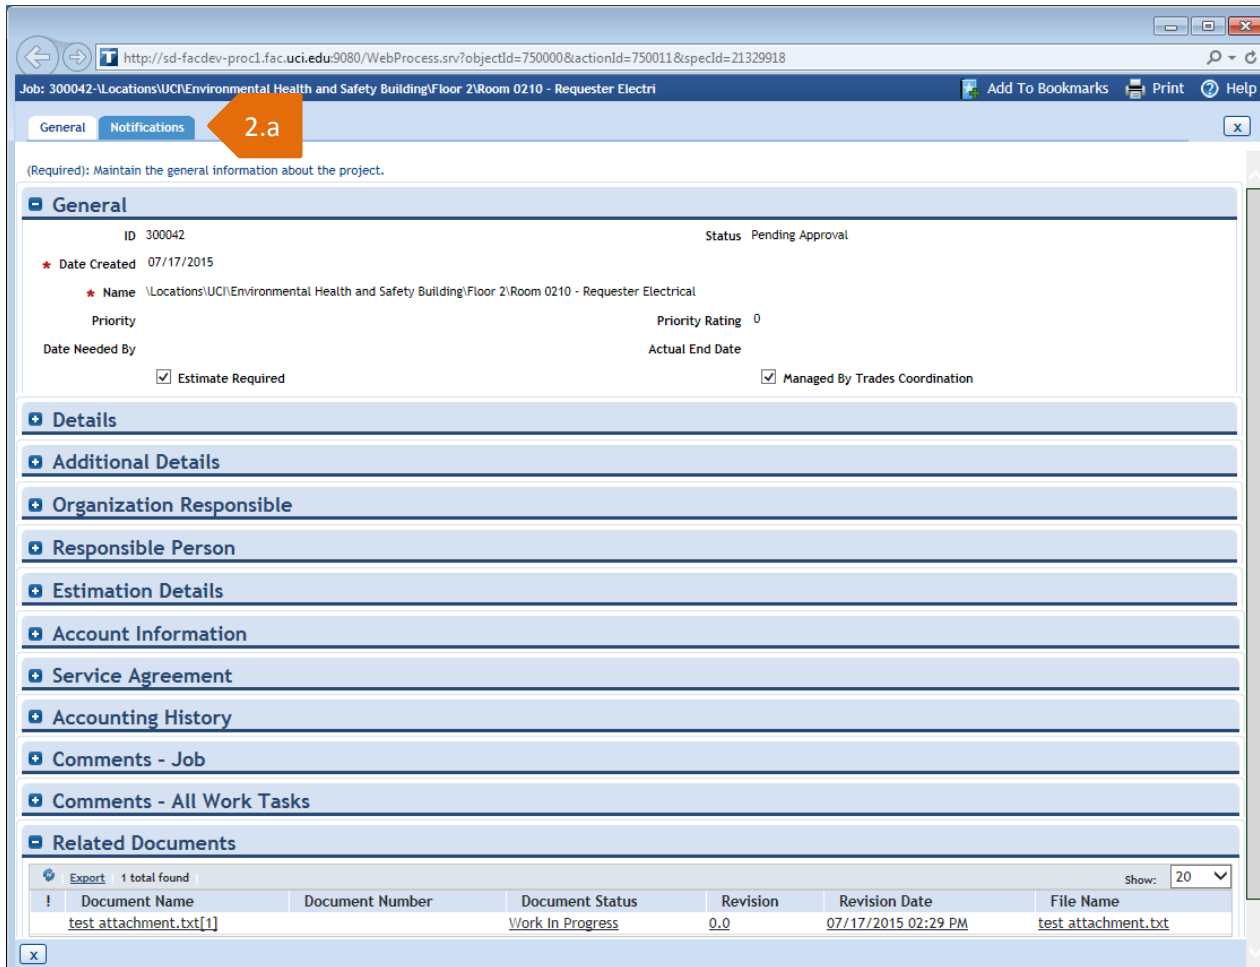 http://sd-facdev-proc1.fac.uci.edu:9080/WebProcess.srv?objectId=750000&actionId=750011&specId=21329918
Job: 300042-\Locations\UCI\Environmental Health and Safety Building\Floor 2\Room 0210 - Requester Electri Add To Bookmarks Print Help
General Notifications 2.a x
(Required): Maintain the general information about the project.
General
ID 300042 Status Pending Approval
* Date Created 07/17/2015
* Name \Locations\UCI\Environmental Health and Safety Building\Floor 2\Room 0210 - Requester Electrical
Priority Priority Rating 0
Date Needed By Actual End Date
Estimate Required Managed By Trades Coordination
Details
Additional Details
Organization Responsible
Responsible Person
Estimation Details
Account Information
Service Agreement
Accounting History
Comments - Job
Comments - All Work Tasks
Related Documents
Export 1 total found Show: 20
! Document Name Document Number Document Status Revision Revision Date File Name
test attachment.txt[1] Work In Progress 0.0 07/17/2015 02:29 PM test attachment.txt
x